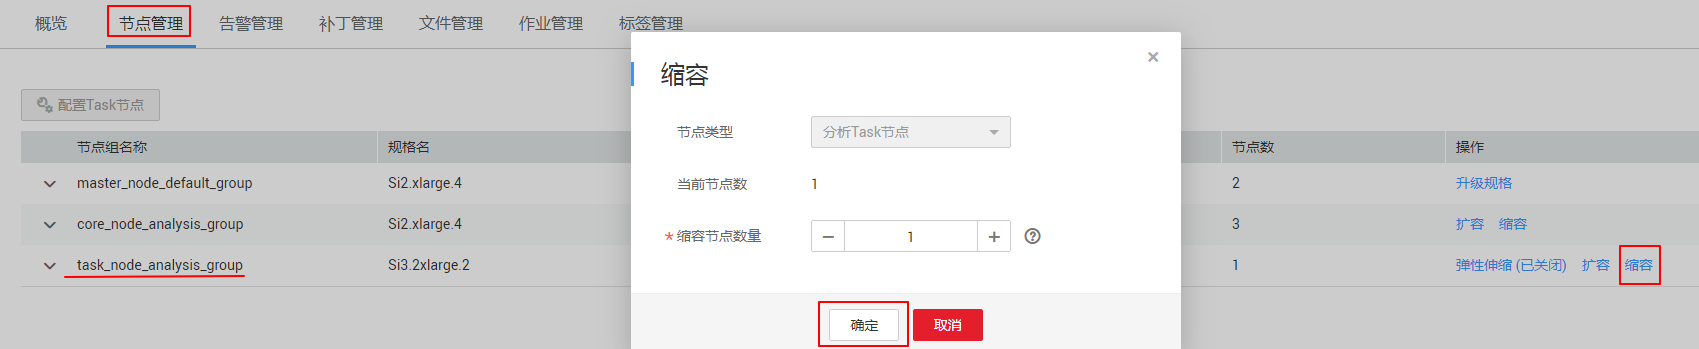 概览 节点管理 告警管理 补丁管理 文件管理 作业管理 标签管理
配置Task节点
节点组名称 规格名 节点数 操作
master_node_default_group Si2.xlarge.4 2 升级规格
core_node_analysis_group Si2.xlarge.4 3 扩容 缩容
task_node_analysis_group Si3.2xlarge.2 1 弹性伸缩 (已关闭) 扩容 缩容
缩容
节点类型 分析Task节点
当前节点数 1
* 缩容节点数量 − 1 + ?
确定 取消